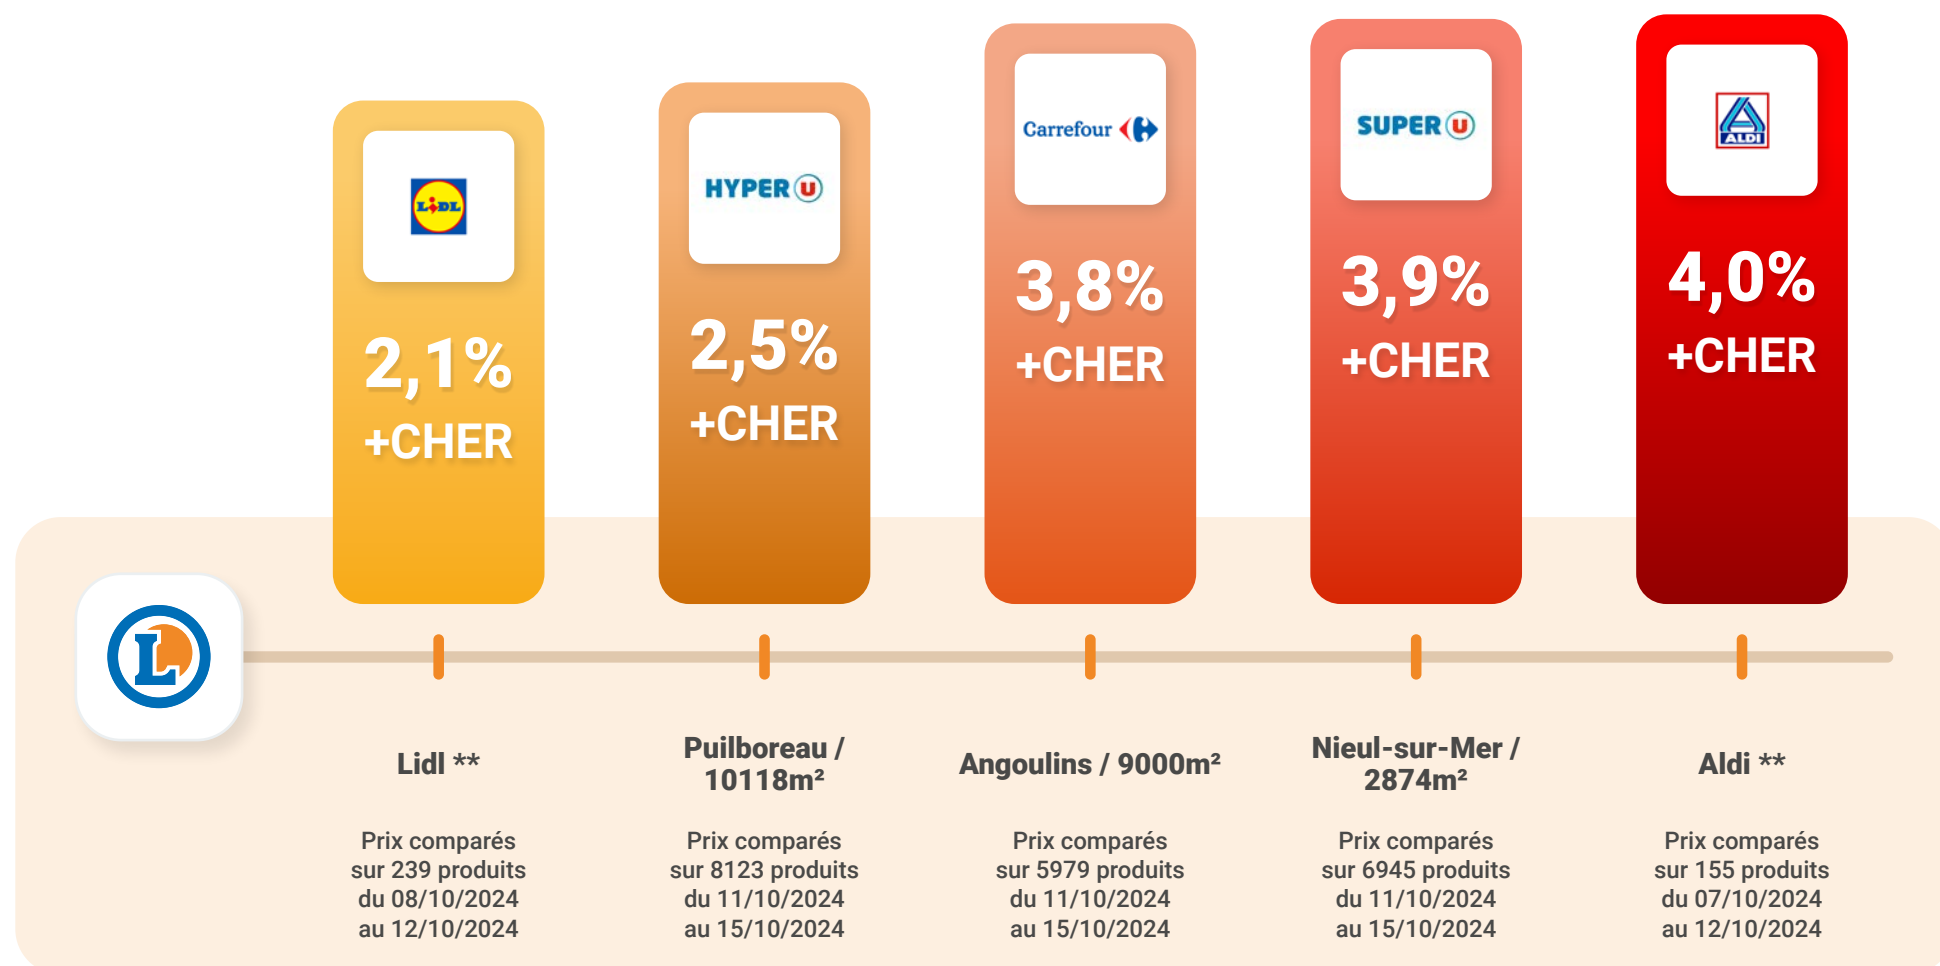 LIDL
2,1%
+CHER
HYPER U
2,5%
+CHER
Carrefour
3,8%
+CHER
SUPER U
3,9%
+CHER
ALDI
4,0%
+CHER
L
Lidl **
Prix comparés
sur 239 produits
du 08/10/2024
au 12/10/2024
Puilboreau /
10118m²
Prix comparés
sur 8123 produits
du 11/10/2024
au 15/10/2024
Angoulins / 9000m²
Prix comparés
sur 5979 produits
du 11/10/2024
au 15/10/2024
Nieul-sur-Mer /
2874m²
Prix comparés
sur 6945 produits
du 11/10/2024
au 15/10/2024
Aldi **
Prix comparés
sur 155 produits
du 07/10/2024
au 12/10/2024